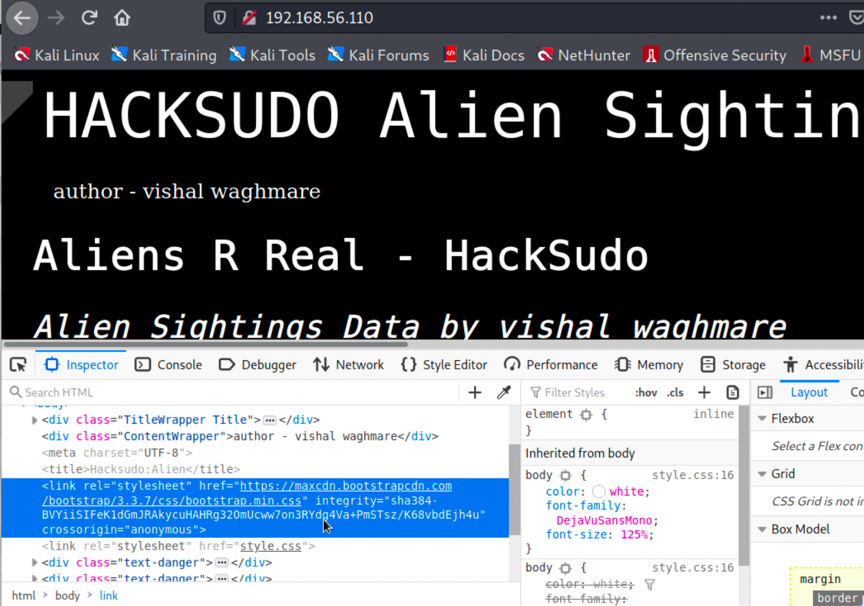 192.168.56.110 •••
Kali Linux Kali Training Kali Tools Kali Forums Kali Docs NetHunter Offensive Security MSFU
HACKSUDO Alien Sightin
author - vishal waghmare
Aliens R Real - HackSudo
Alien Sightings Data by vishal waghmare
Inspector Console Debugger Network {} Style Editor Performance Memory Storage Accessibili
Search HTML + Filter Styles :hov .cls + Layout Co
<div class="TitleWrapper Title"> ••• </div>
<div class="ContentWrapper">author - vishal waghmare</div>
<meta charset="UTF-8">
<title>Hacksudo:Alien</title>
<link rel="stylesheet" href="https://maxcdn.bootstrapcdn.com
/bootstrap/3.3.7/css/bootstrap.min.css" integrity="sha384-
BVYiiSIFeK1dGmJRAkycuHAHRg32OmUcww7on3RYdg4Va+PmSTsz/K68vbdEjh4u"
crossorigin="anonymous">
<link rel="stylesheet" href="style.css">
<div class="text-danger"> ••• </div>
<div class="text-danger"> ••• </div>
html › body › link
element { inline
}
Inherited from body
body { style.css:16
color: white;
font-family:
DejaVuSansMono;
font-size: 125%;
}
body { style.css:16
color: white;
font-family:
Flexbox
Select a Flex con
Grid
CSS Grid is not in
Box Model
margin
border